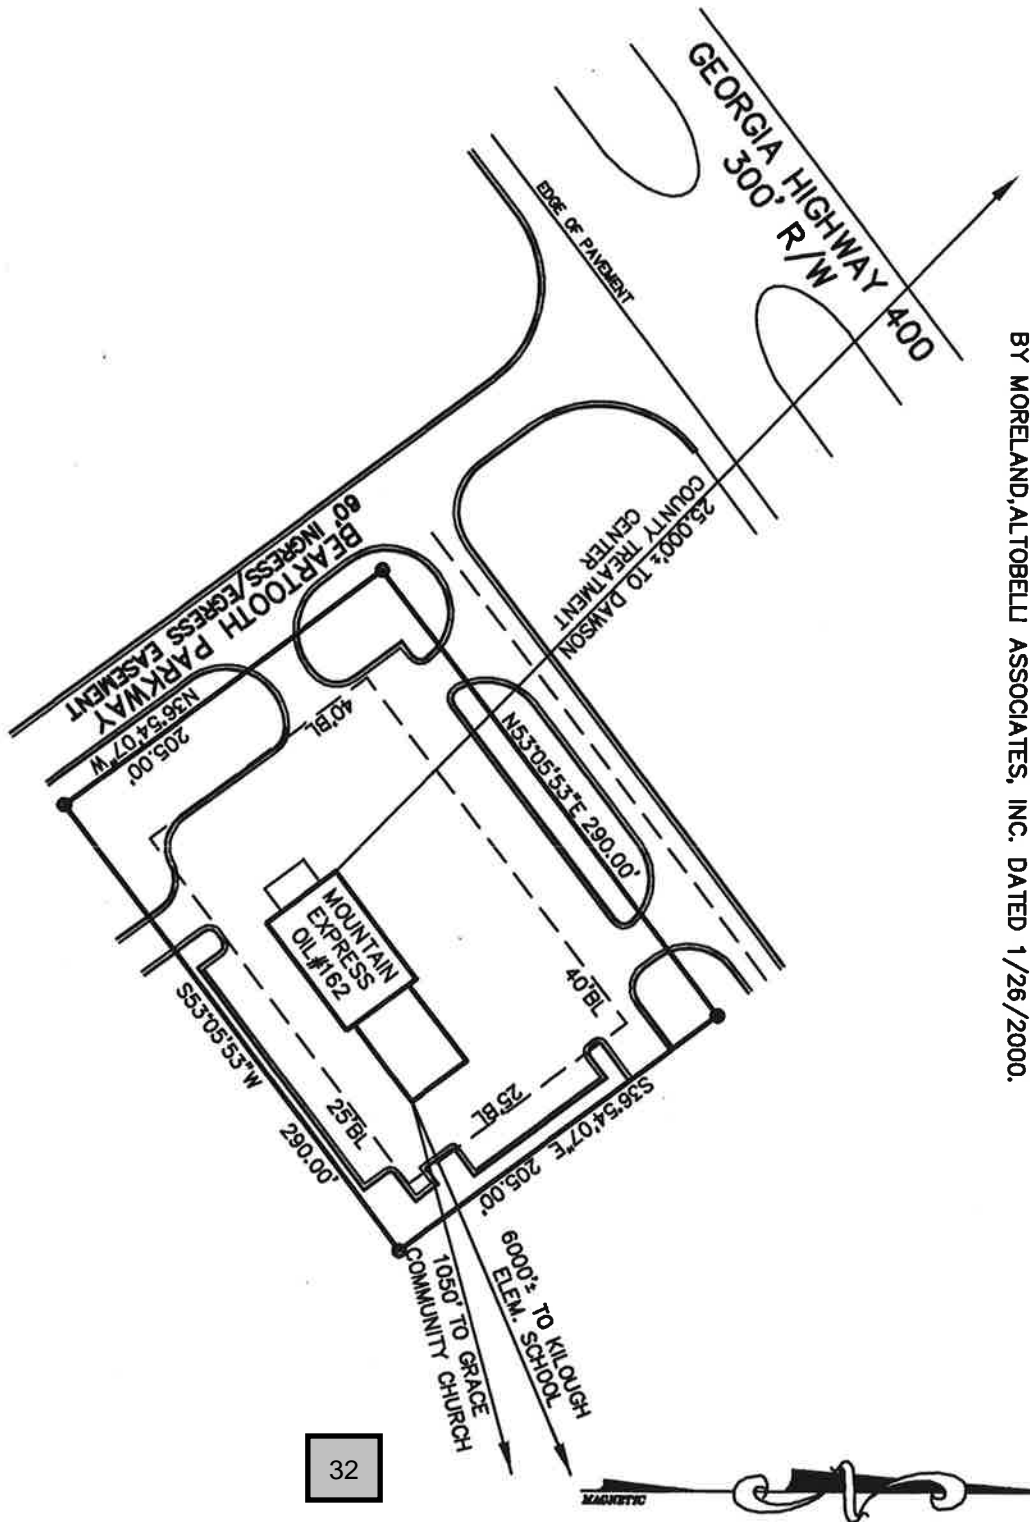 GEORGIA HIGHWAY 400
300' R/W
EDGE OF PAVEMENT
BY MORELAND,ALTOBELLI ASSOCIATES, INC. DATED 1/26/2000.
25,000'± TO DAWSON
COUNTY TREATMENT
CENTER
BEARTOOTH PARKWAY
60' INGRESS/EGRESS EASEMENT
N36°54'07"W
205.00'
40'BL
N53°05'53"E 290.00'
MOUNTAIN
EXPRESS
OIL#162
40'BL
25'BL
25'BL
S53°05'53"W
290.00'
S36°54'07"E 205.00'
6000'± TO KILOUGH
ELEM. SCHOOL
1050' TO GRACE
COMMUNITY CHURCH
32
MAGNETIC